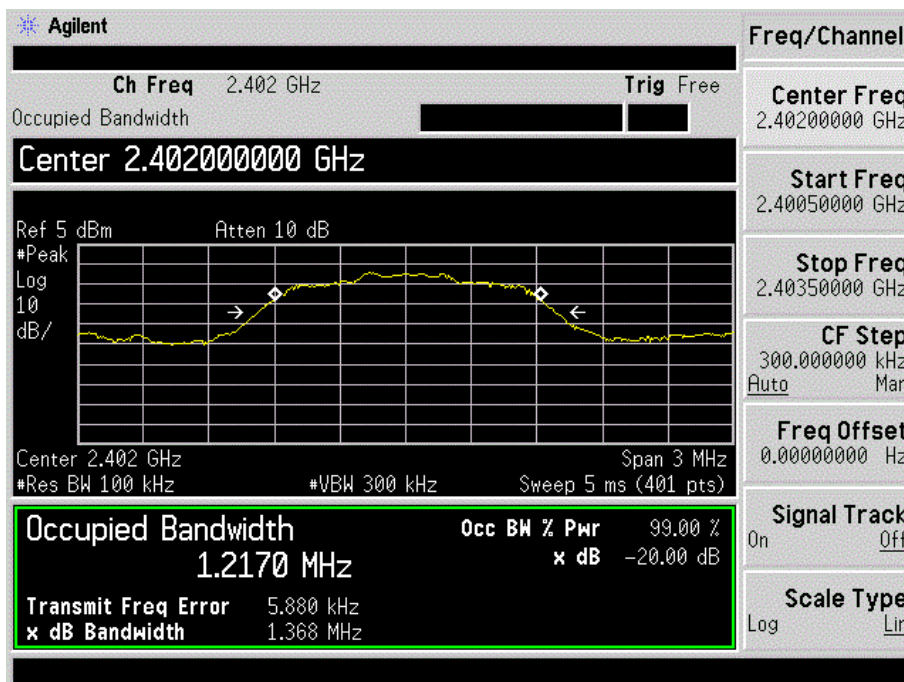 Agilent
Freq/Channel
Ch Freq 2.402 GHz Trig Free
Occupied Bandwidth
Center 2.402000000 GHz
Ref 5 dBm Atten 10 dB
#Peak
Log
10
dB/
Center 2.402 GHz Span 3 MHz
#Res BW 100 kHz #VBW 300 kHz Sweep 5 ms (401 pts)
Occupied Bandwidth Occ BW % Pwr 99.00 %
1.2170 MHz x dB -20.00 dB
Transmit Freq Error 5.880 kHz
x dB Bandwidth 1.368 MHz
Center Freq
2.40200000 GHz
Start Freq
2.40050000 GHz
Stop Freq
2.40350000 GHz
CF Step
300.000000 kHz
Auto Man
Freq Offset
0.00000000 Hz
Signal Track
On Off
Scale Type
Log Lin